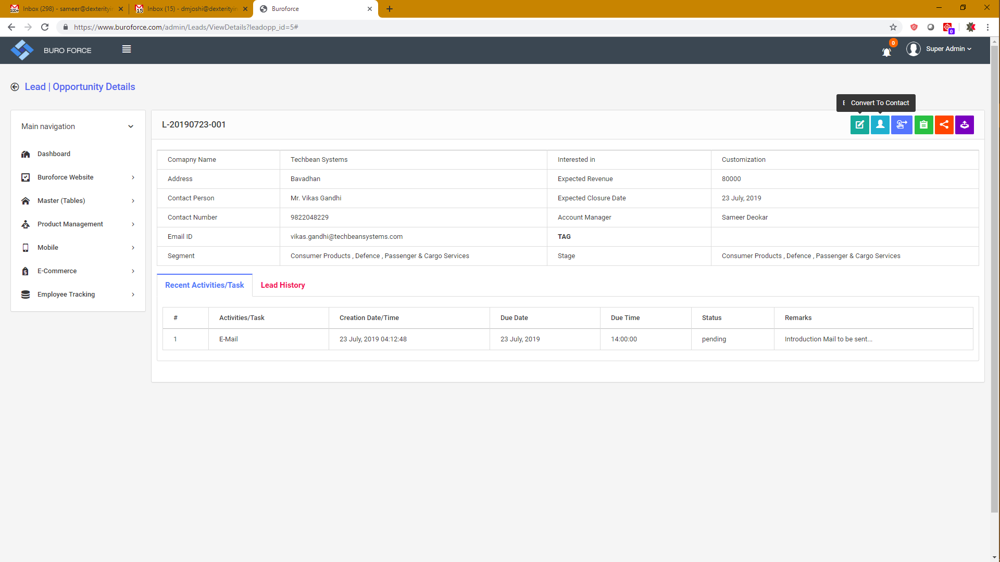 Inbox (298) - sameer@dexterityin
Inbox (15) - dmjoshi@dexterityin
Buroforce
100+
15
https://www.buroforce.com/admin/Leads/ViewDetails?leadopp_id=5#
0
BURO FORCE
0
Super Admin
Lead | Opportunity Details
Convert To Contact
Main navigation
Dashboard
Buroforce Website
Master (Tables)
Product Management
Mobile
E-Commerce
Employee Tracking
L-20190723-001
Comapny Name Techbean Systems Interested in Customization
Address Bavadhan Expected Revenue 80000
Contact Person Mr. Vikas Gandhi Expected Closure Date 23 July, 2019
Contact Number 9822048229 Account Manager Sameer Deokar
Email ID vikas.gandhi@techbeansystems.com TAG
Segment Consumer Products , Defence , Passenger & Cargo Services Stage Consumer Products , Defence , Passenger & Cargo Services
Recent Activities/Task Lead History
# Activities/Task Creation Date/Time Due Date Due Time Status Remarks
1 E-Mail 23 July, 2019 04:12:48 23 July, 2019 14:00:00 pending Introduction Mail to be sent...